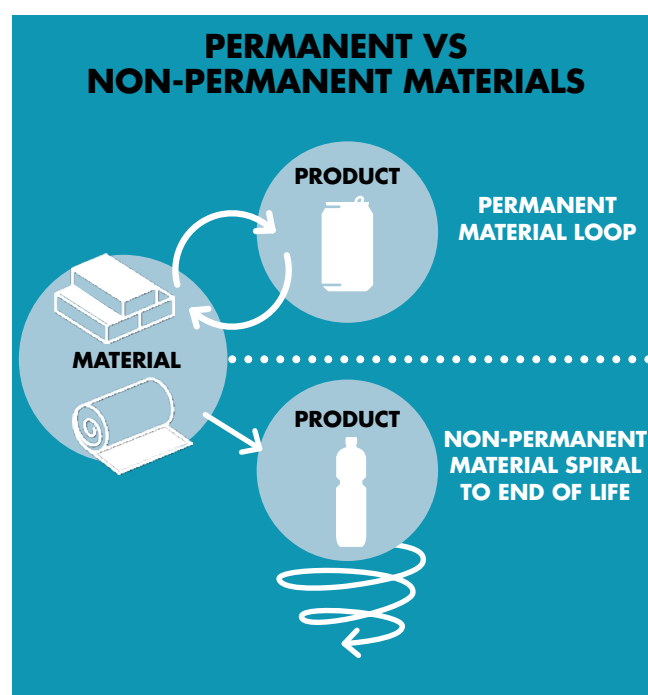 PERMANENT VS
NON-PERMANENT MATERIALS
PRODUCT
PERMANENT
MATERIAL LOOP
MATERIAL
PRODUCT
NON-PERMANENT
MATERIAL SPIRAL
TO END OF LIFE